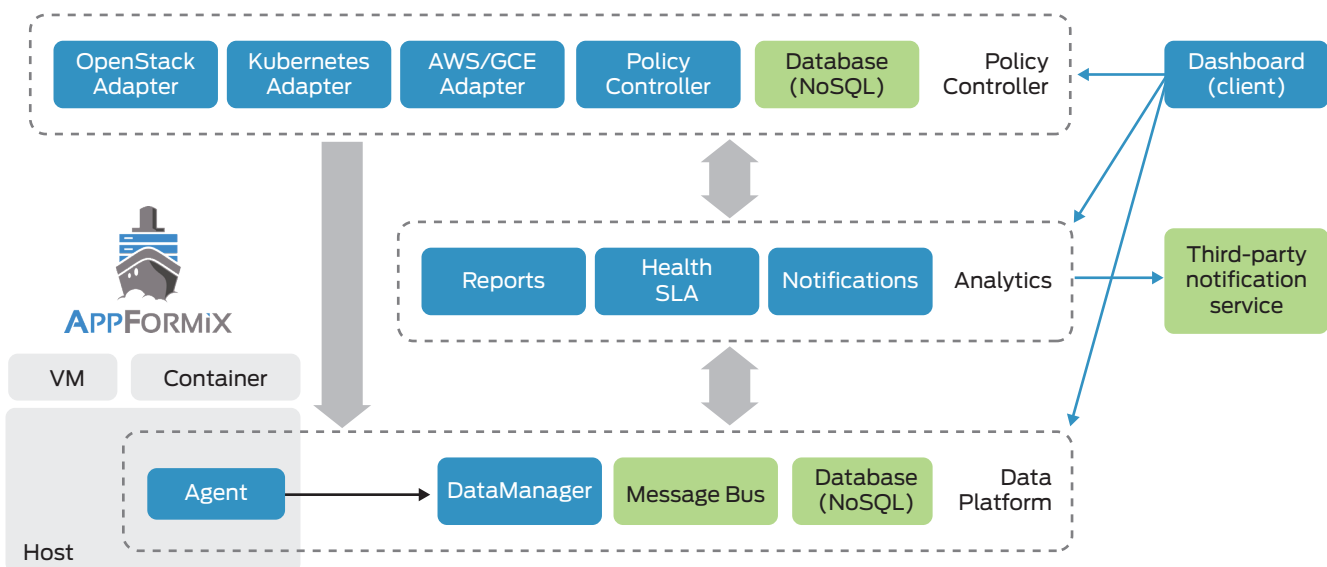 OpenStack
Adapter
Kubernetes
Adapter
AWS/GCE
Adapter
Policy
Controller
Database
(NoSQL)
Policy
Controller
Dashboard
(client)
Reports
Health
SLA
Notifications
Analytics
Third-party
notification
service
APPFORMiX
VM
Container
Agent
DataManager
Message Bus
Database
(NoSQL)
Data
Platform
Host